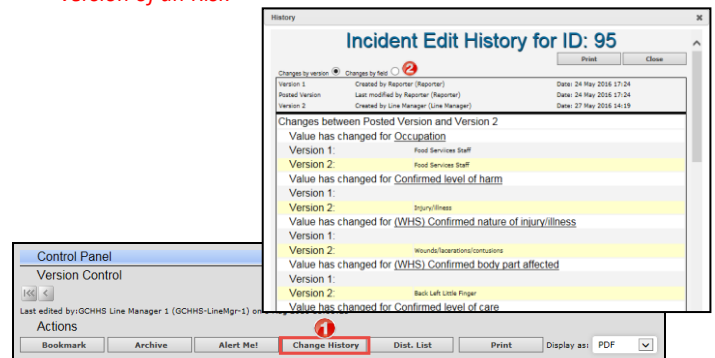 version of an Risk
History
Incident Edit History for ID: 95
Print Close
Changes by version Changes by field 2
Version 1 Created by Reporter (Reporter) Date: 24 May 2016 17:24
Posted Version Last modified by Reporter (Reporter) Date: 24 May 2016 17:24
Version 2 Created by Line Manager (Line Manager) Date: 27 May 2016 14:19
Changes between Posted Version and Version 2
Value has changed for Occupation
Version 1: Food Services Staff
Version 2: Food Services Staff
Value has changed for Confirmed level of harm
Version 1:
Version 2: Injury/Illness
Value has changed for (WHS) Confirmed nature of injury/illness
Version 1:
Version 2: Wounds/lacerations/contusions
Value has changed for (WHS) Confirmed body part affected
Version 1:
Version 2: Back Left Little Finger
Value has changed for Confirmed level of care
Control Panel
Version Control
Last edited by:GCHHS Line Manager 1 (GCHHS-LineMgr-1) on
Actions
1
Bookmark Archive Alert Me! Change History Dist. List Print Display as: PDF